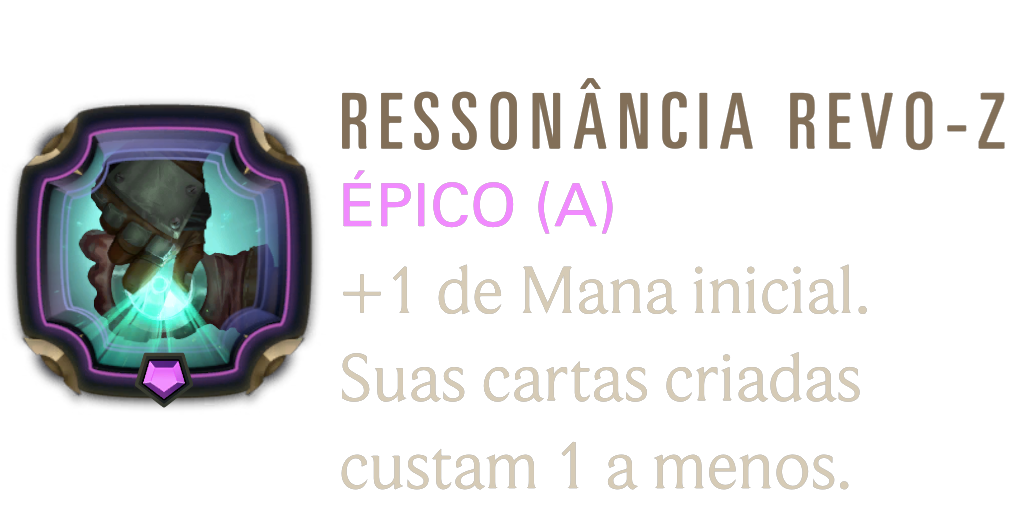 RESSONÂNCIA REVO-Z
ÉPICO (A)
+1 de Mana inicial.
Suas cartas criadas
custam 1 a menos.